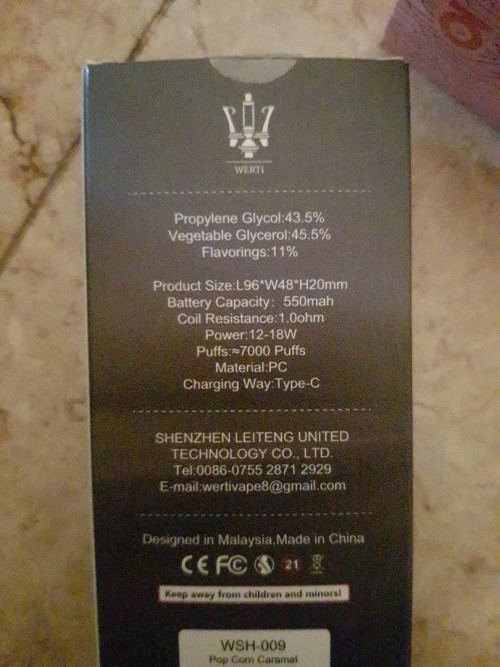 WERTI
Propylene Glycol:43.5%
Vegetable Glycerol:45.5%
Flavorings:11%
Product Size:L96*W48*H20mm
Battery Capacity: 550mah
Coil Resistance:1.0ohm
Power:12-18W
Puffs:≈7000 Puffs
Material:PC
Charging Way:Type-C
SHENZHEN LEITENG UNITED
TECHNOLOGY CO., LTD.
Tel:0086-0755 2871 2929
E-mail:wertivape8@gmail.com
Designed in Malaysia,Made in China
CE FC 21
Keep away from children and minors!
WSH-009
Pop Corn Caramal